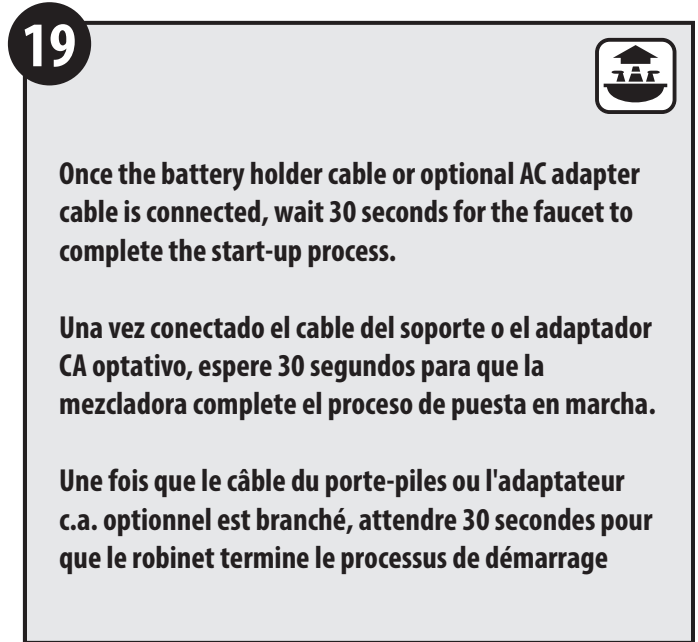 19
Once the battery holder cable or optional AC adapter
cable is connected, wait 30 seconds for the faucet to
complete the start-up process.
Una vez conectado el cable del soporte o el adaptador
CA optativo, espere 30 segundos para que la
mezcladora complete el proceso de puesta en marcha.
Une fois que le câble du porte-piles ou l'adaptateur
c.a. optionnel est branché, attendre 30 secondes pour
que le robinet termine le processus de démarrage